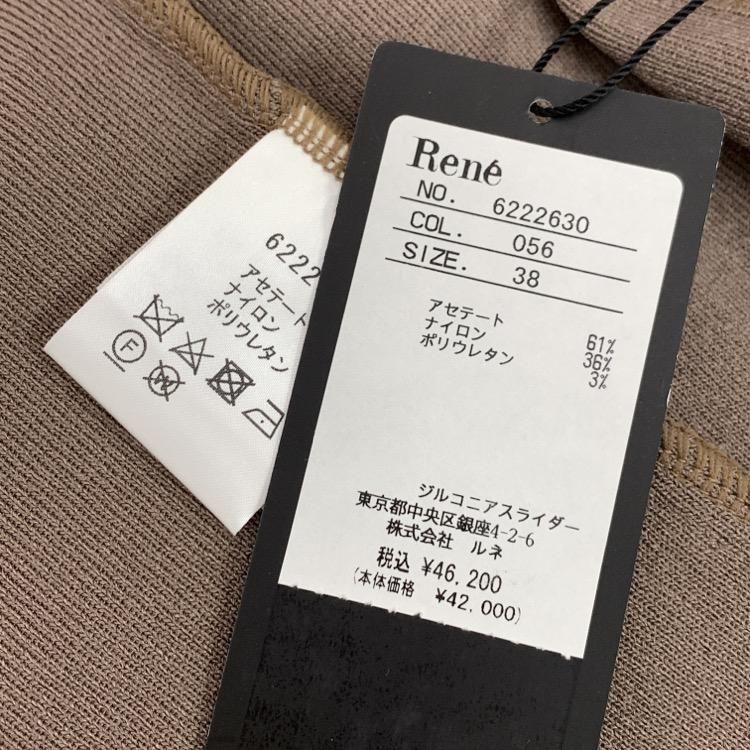 René
NO. 6222630
COL. 056
SIZE. 38
アセテート 61%
ナイロン 36%
ポリウレタン 3%
ジルコニアスライダー
東京都中央区銀座4-2-6
株式会社 ルネ
税込 ¥46,200
(本体価格 ¥42,000)
6222
アセテート
ナイロン
ポリウレタン
F
W